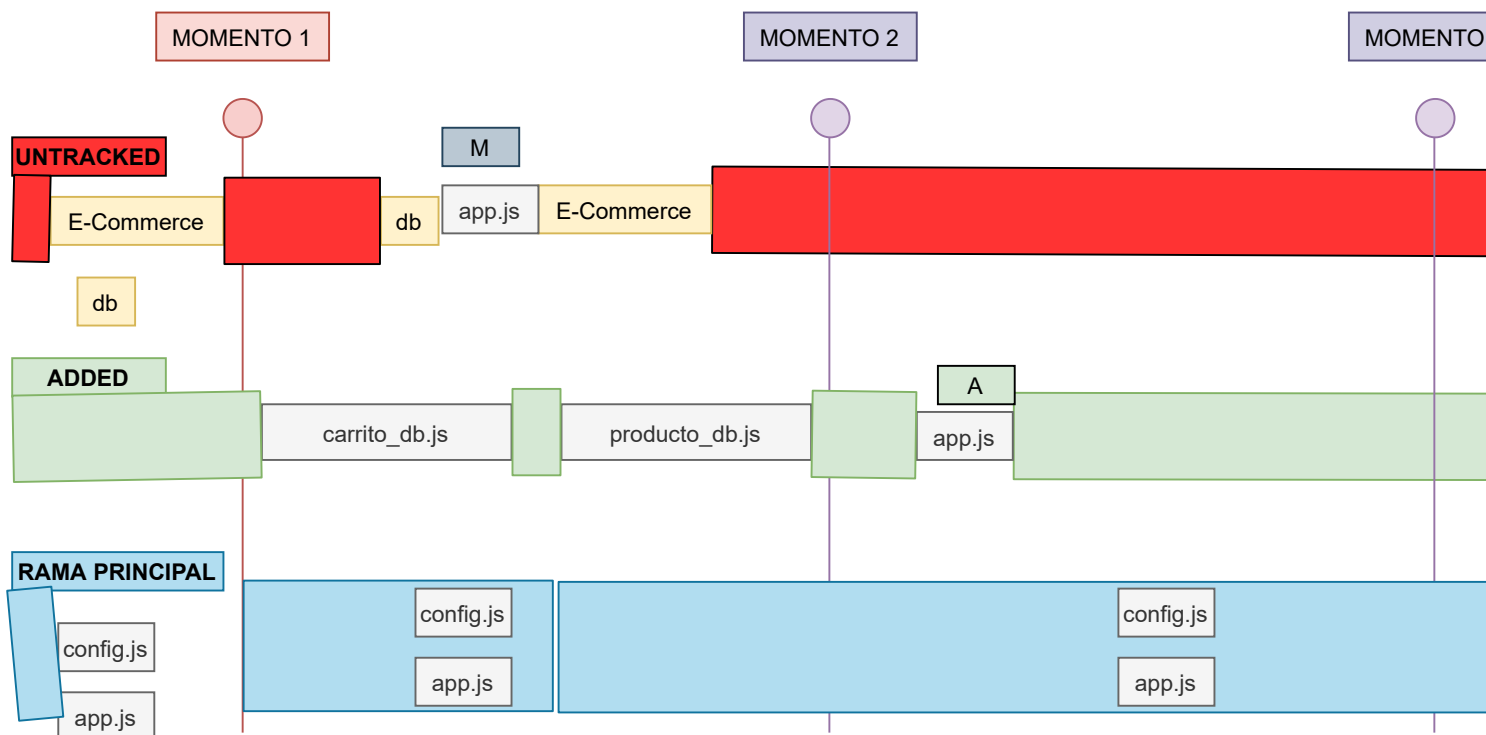 MOMENTO 1
MOMENTO 2
MOMENTO
M
UNTRACKED
E-Commerce
db
app.js
E-Commerce
db
ADDED
A
carrito_db.js
producto_db.js
app.js
RAMA PRINCIPAL
config.js
config.js
config.js
app.js
app.js
app.js